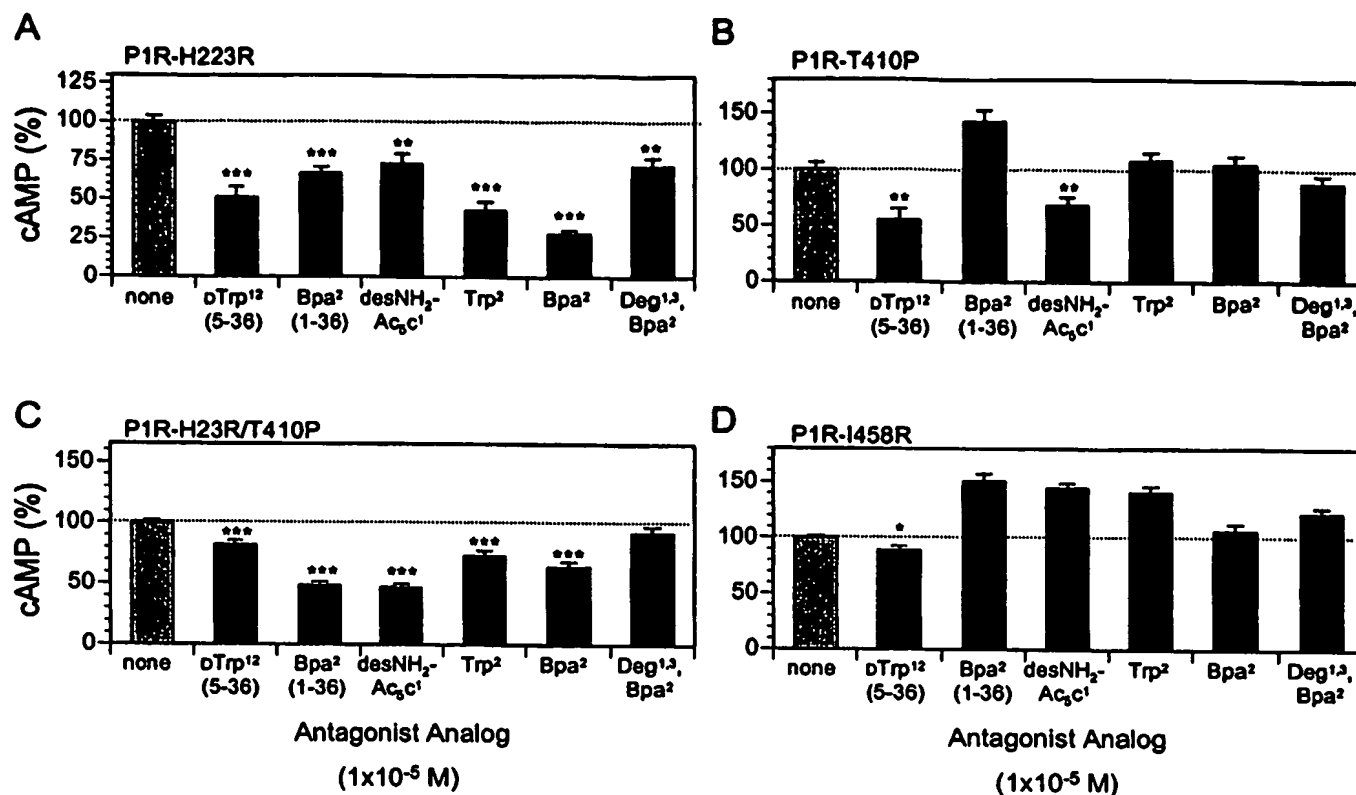 A
P1R-H223R
cAMP (%)
125
100
75
50
25
0
***
***
**
***
***
**
none
DTrp¹²
(5-36)
Bpa²
(1-36)
desNH₂-
Ac₅c¹
Trp²
Bpa²
Deg¹,³,
Bpa²
B
P1R-T410P
150
100
50
0
**
**
none
DTrp¹²
(5-36)
Bpa²
(1-36)
desNH₂-
Ac₅c¹
Trp²
Bpa²
Deg¹,³,
Bpa²
C
P1R-H23R/T410P
cAMP (%)
150
100
50
0
***
***
***
***
***
none
DTrp¹²
(5-36)
Bpa²
(1-36)
desNH₂-
Ac₅c¹
Trp²
Bpa²
Deg¹,³,
Bpa²
Antagonist Analog
(1x10⁻⁵ M)
D
P1R-I458R
150
100
50
0
*
none
DTrp¹²
(5-36)
Bpa²
(1-36)
desNH₂-
Ac₅c¹
Trp²
Bpa²
Deg¹,³,
Bpa²
Antagonist Analog
(1x10⁻⁵ M)